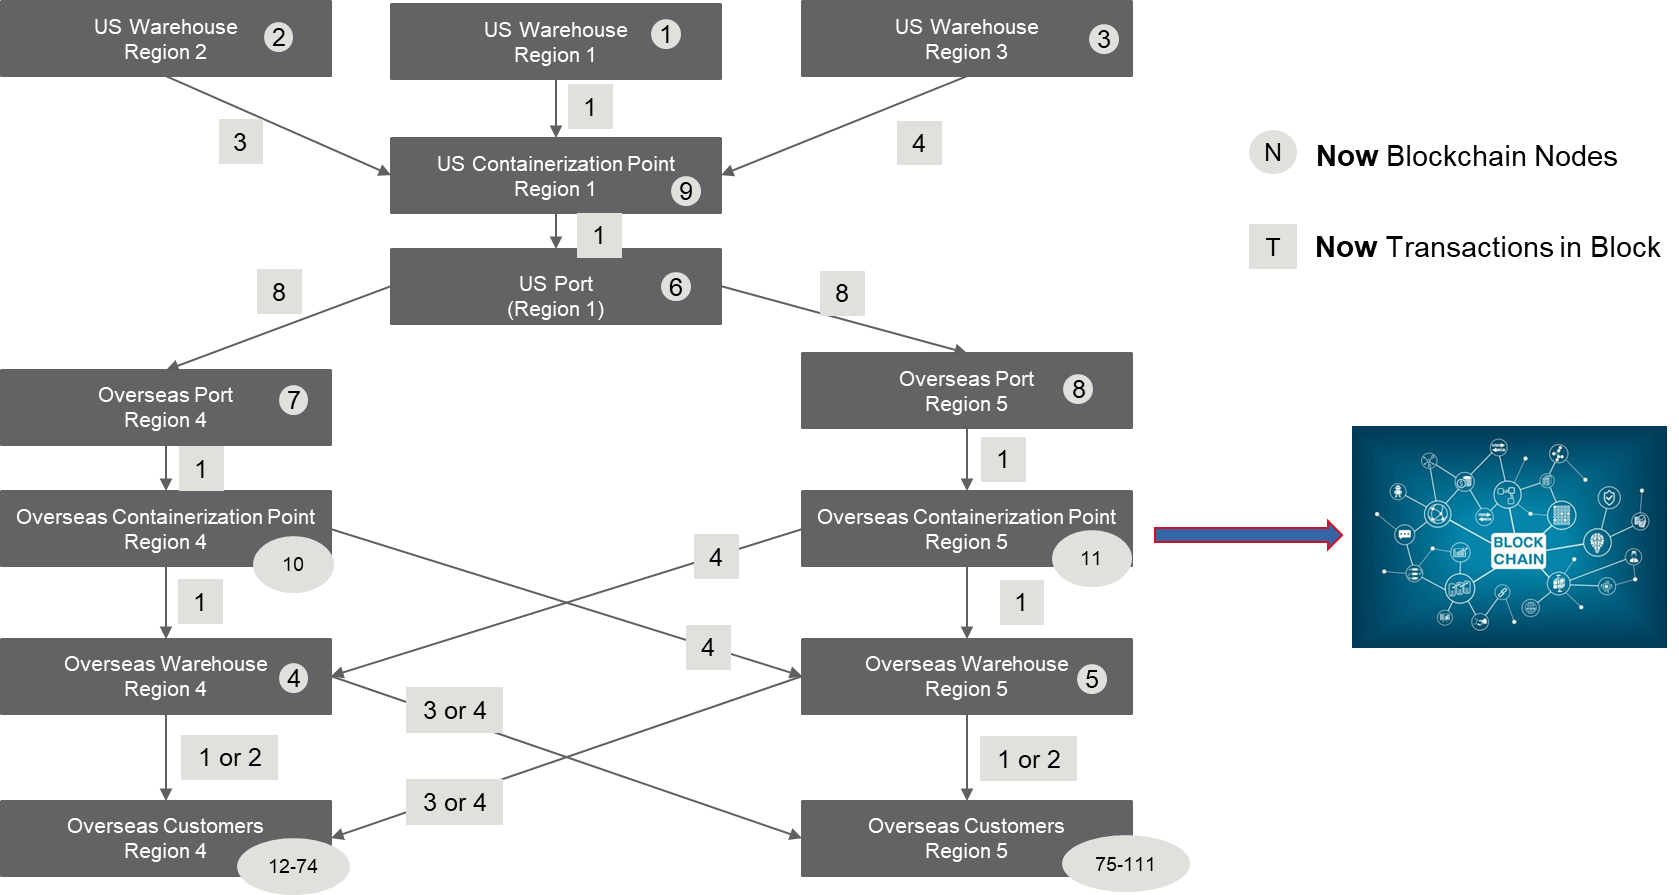 US Warehouse
Region 2
2
US Warehouse
Region 1
1
US Warehouse
Region 3
3
3
1
4
US Containerization Point
Region 1
9
N
Now Blockchain Nodes
1
T
Now Transactions in Block
US Port
(Region 1)
6
8
8
Overseas Port
Region 4
7
Overseas Port
Region 5
8
1
1
Overseas Containerization Point
Region 4
10
Overseas Containerization Point
Region 5
11
BLOCK
CHAIN
4
1
1
4
Overseas Warehouse
Region 4
4
Overseas Warehouse
Region 5
5
3 or 4
1 or 2
1 or 2
3 or 4
Overseas Customers
Region 4
12-74
Overseas Customers
Region 5
75-111